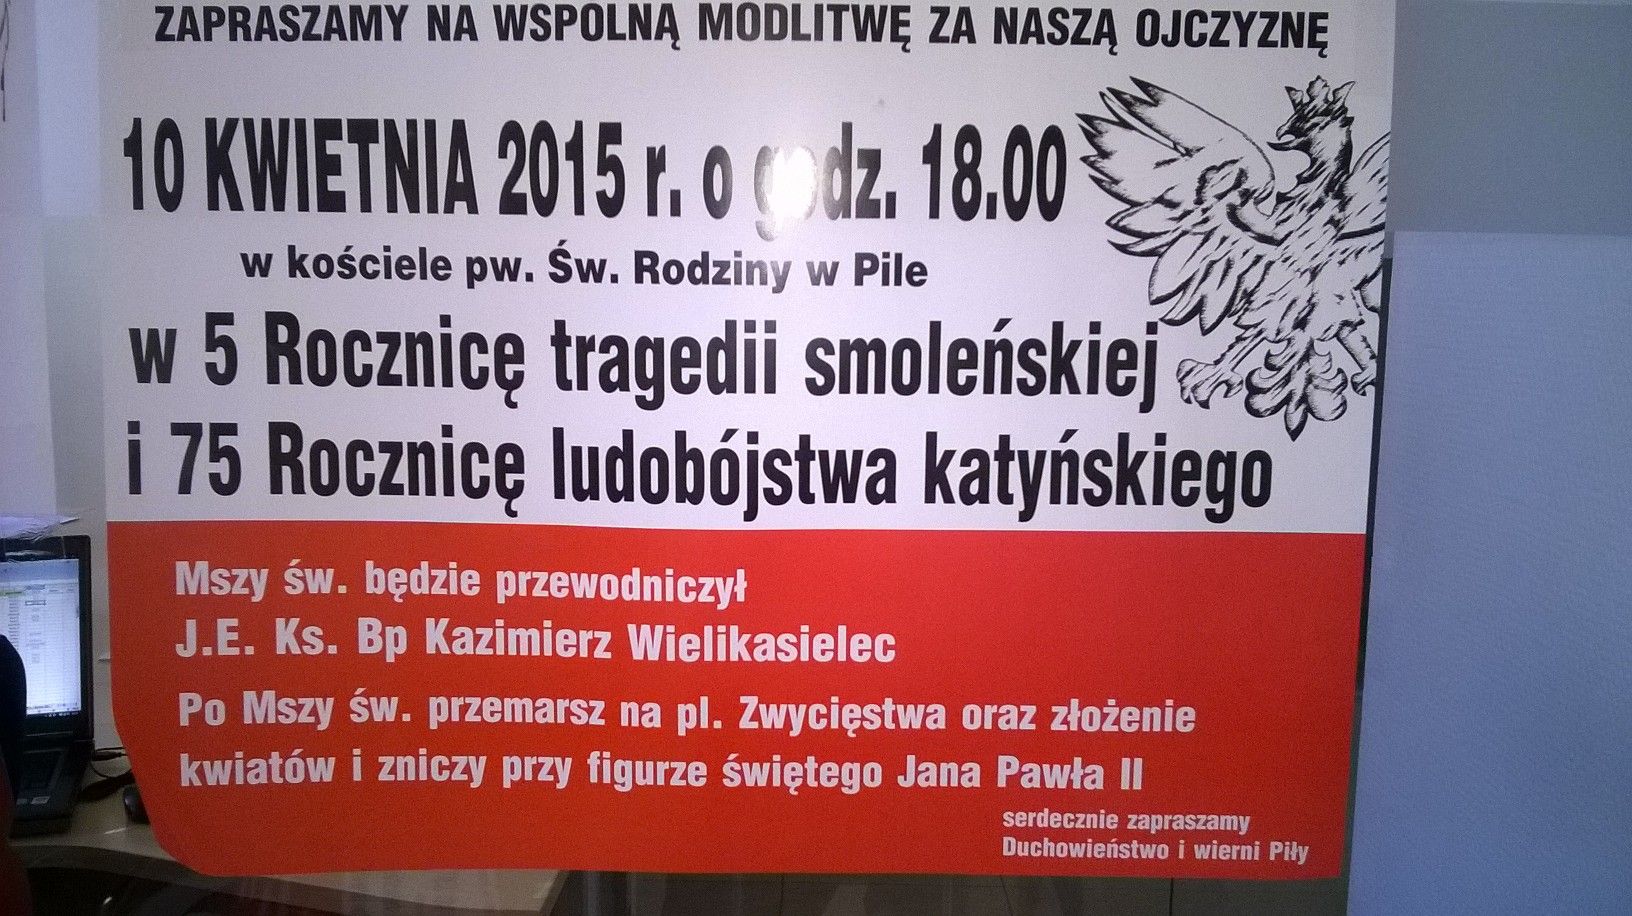 ZAPRASZAMY NA WSPÓLNĄ MODLITWĘ ZA NASZĄ OJCZYZNĘ
10 KWIETNIA 2015 r. o godz. 18.00
w kościele pw. Św. Rodziny w Pile
w 5 Rocznicę tragedii smoleńskiej
i 75 Rocznicę ludobójstwa katyńskiego
Mszy św. będzie przewodniczył
J.E. Ks. Bp Kazimierz Wielikasielec
Po Mszy św. przemarsz na pl. Zwycięstwa oraz złożenie
kwiatów i zniczy przy figurze świętego Jana Pawła II
serdecznie zapraszamy
Duchowieństwo i wierni Piły